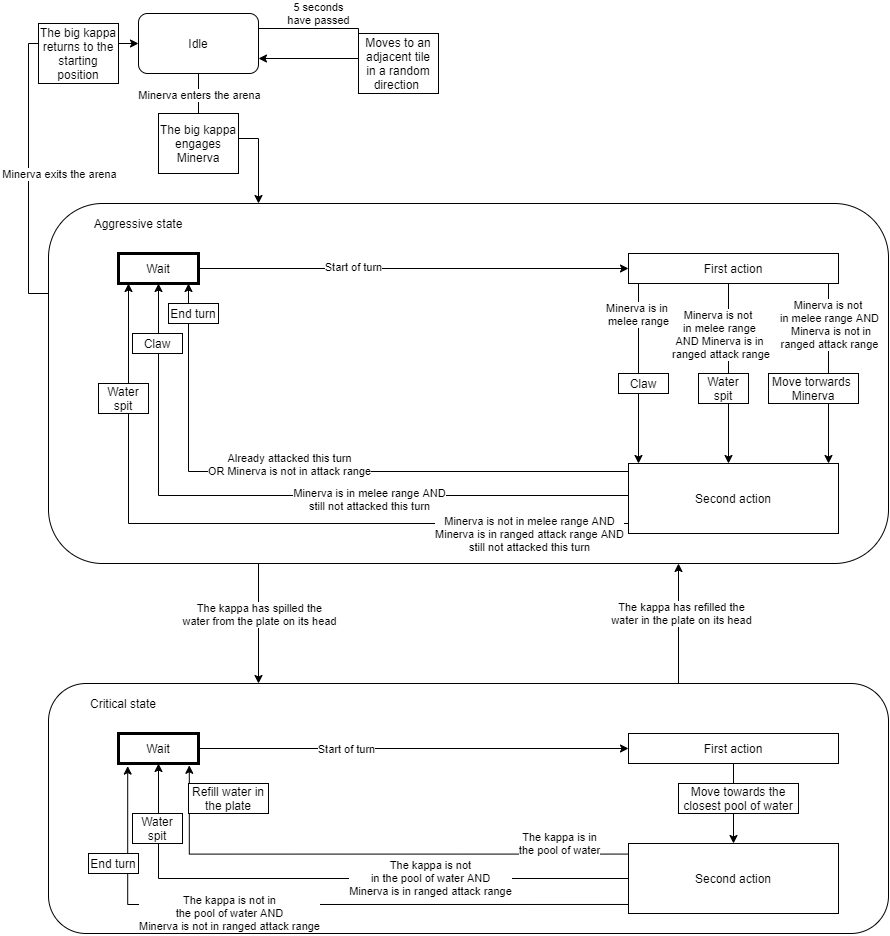 5 seconds
have passed
The big kappa
returns to the
starting
position
Idle
Moves to an
adjacent tile
in a random
direction
Minerva enters the arena
The big kappa
engages
Minerva
Minerva exits the arena
Aggressive state
Wait
Start of turn
First action
End turn
Claw
Water
spit
Minerva is in
melee range
Minerva is not
in melee range
AND Minerva is in
ranged attack range
Minerva is not
in melee range AND
Minerva is not in
ranged attack range
Claw
Water
spit
Move torwards
Minerva
Already attacked this turn
OR Minerva is not in attack range
Minerva is in melee range AND
still not attacked this turn
Minerva is not in melee range AND
Minerva is in ranged attack range AND
still not attacked this turn
Second action
The kappa has spilled the
water from the plate on its head
The kappa has refilled the
water in the plate on its head
Critical state
Wait
Start of turn
First action
Refill water in
the plate
Water
spit
End turn
Move towards the
closest pool of water
The kappa is in
the pool of water
The kappa is not
in the pool of water AND
Minerva is in ranged attack range
The kappa is not in
the pool of water AND
Minerva is not in ranged attack range
Second action